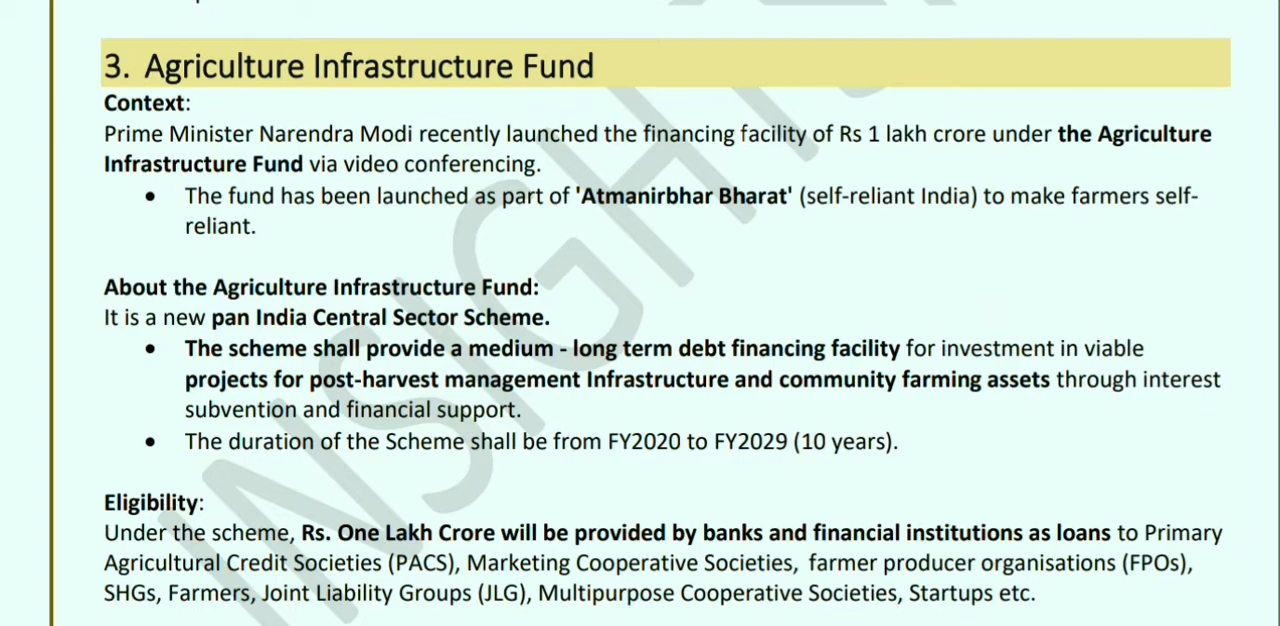 3. Agriculture Infrastructure Fund
Context:
Prime Minister Narendra Modi recently launched the financing facility of Rs 1 lakh crore under the Agriculture
Infrastructure Fund via video conferencing.
• The fund has been launched as part of 'Atmanirbhar Bharat' (self-reliant India) to make farmers self-
reliant.
About the Agriculture Infrastructure Fund:
It is a new pan India Central Sector Scheme.
• The scheme shall provide a medium - long term debt financing facility for investment in viable
projects for post-harvest management Infrastructure and community farming assets through interest
subvention and financial support.
• The duration of the Scheme shall be from FY2020 to FY2029 (10 years).
Eligibility:
Under the scheme, Rs. One Lakh Crore will be provided by banks and financial institutions as loans to Primary
Agricultural Credit Societies (PACS), Marketing Cooperative Societies, farmer producer organisations (FPOs),
SHGs, Farmers, Joint Liability Groups (JLG), Multipurpose Cooperative Societies, Startups etc.
INSIGHT